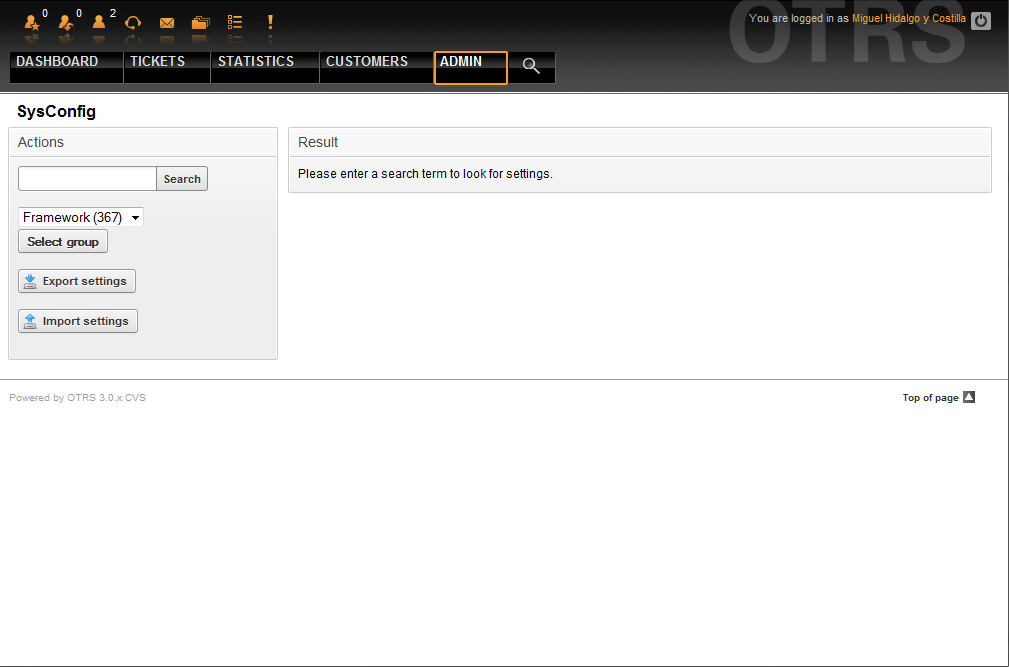 0 0 2
You are logged in as Miguel Hidalgo y Costilla
OTRS
DASHBOARD TICKETS STATISTICS CUSTOMERS ADMIN
SysConfig
Actions
Search
Framework (367)
Select group
Export settings
Import settings
Result
Please enter a search term to look for settings.
Powered by OTRS 3.0.x CVS
Top of page